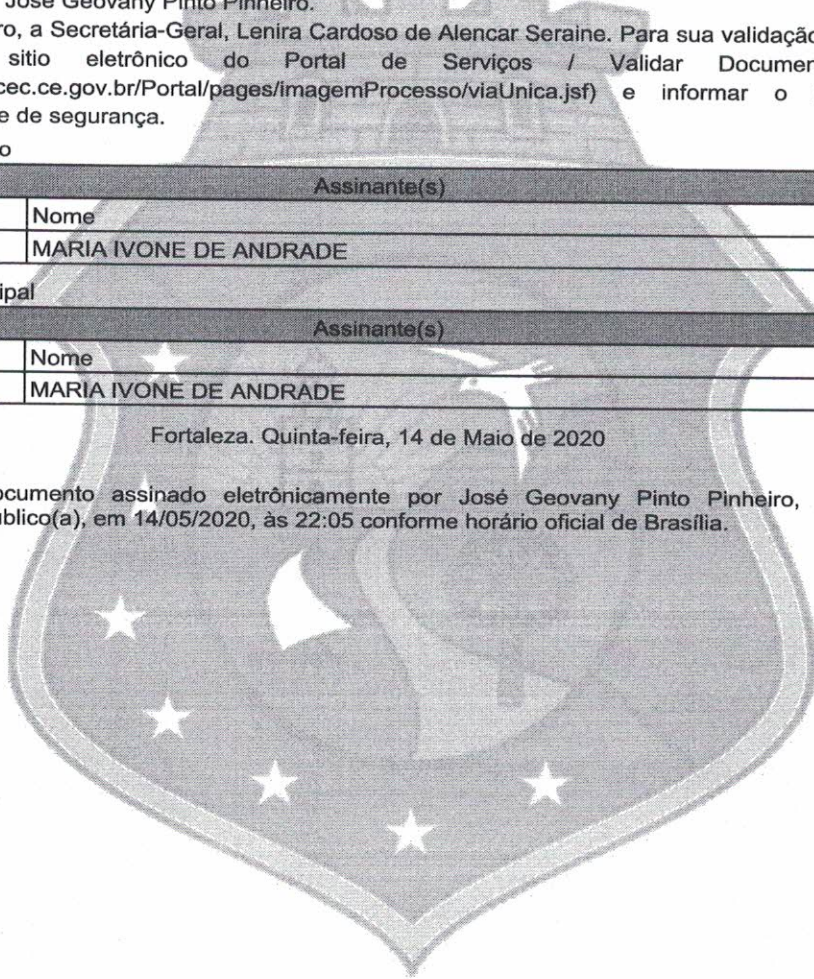 José Geovany Pinto Pinheiro.
ro, a Secretária-Geral, Lenira Cardoso de Alencar Seraine. Para sua validação
sitio eletrônico do Portal de Serviços / Validar Documen
cec.ce.gov.br/Portal/pages/imagemProcesso/viaUnica.jsf) e informar o
e de segurança.
o
Assinante(s)
Nome
MARIA IVONE DE ANDRADE
ipal
Assinante(s)
Nome
MARIA IVONE DE ANDRADE
Fortaleza. Quinta-feira, 14 de Maio de 2020
ocumento assinado eletrônicamente por José Geovany Pinto Pinheiro,
úblico(a), em 14/05/2020, às 22:05 conforme horário oficial de Brasília.